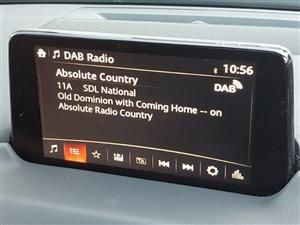 DAB Radio
10:56
Absolute Country
11A SDL National
DAB
Old Dominion with Coming Home -- on
Absolute Radio Country
TA